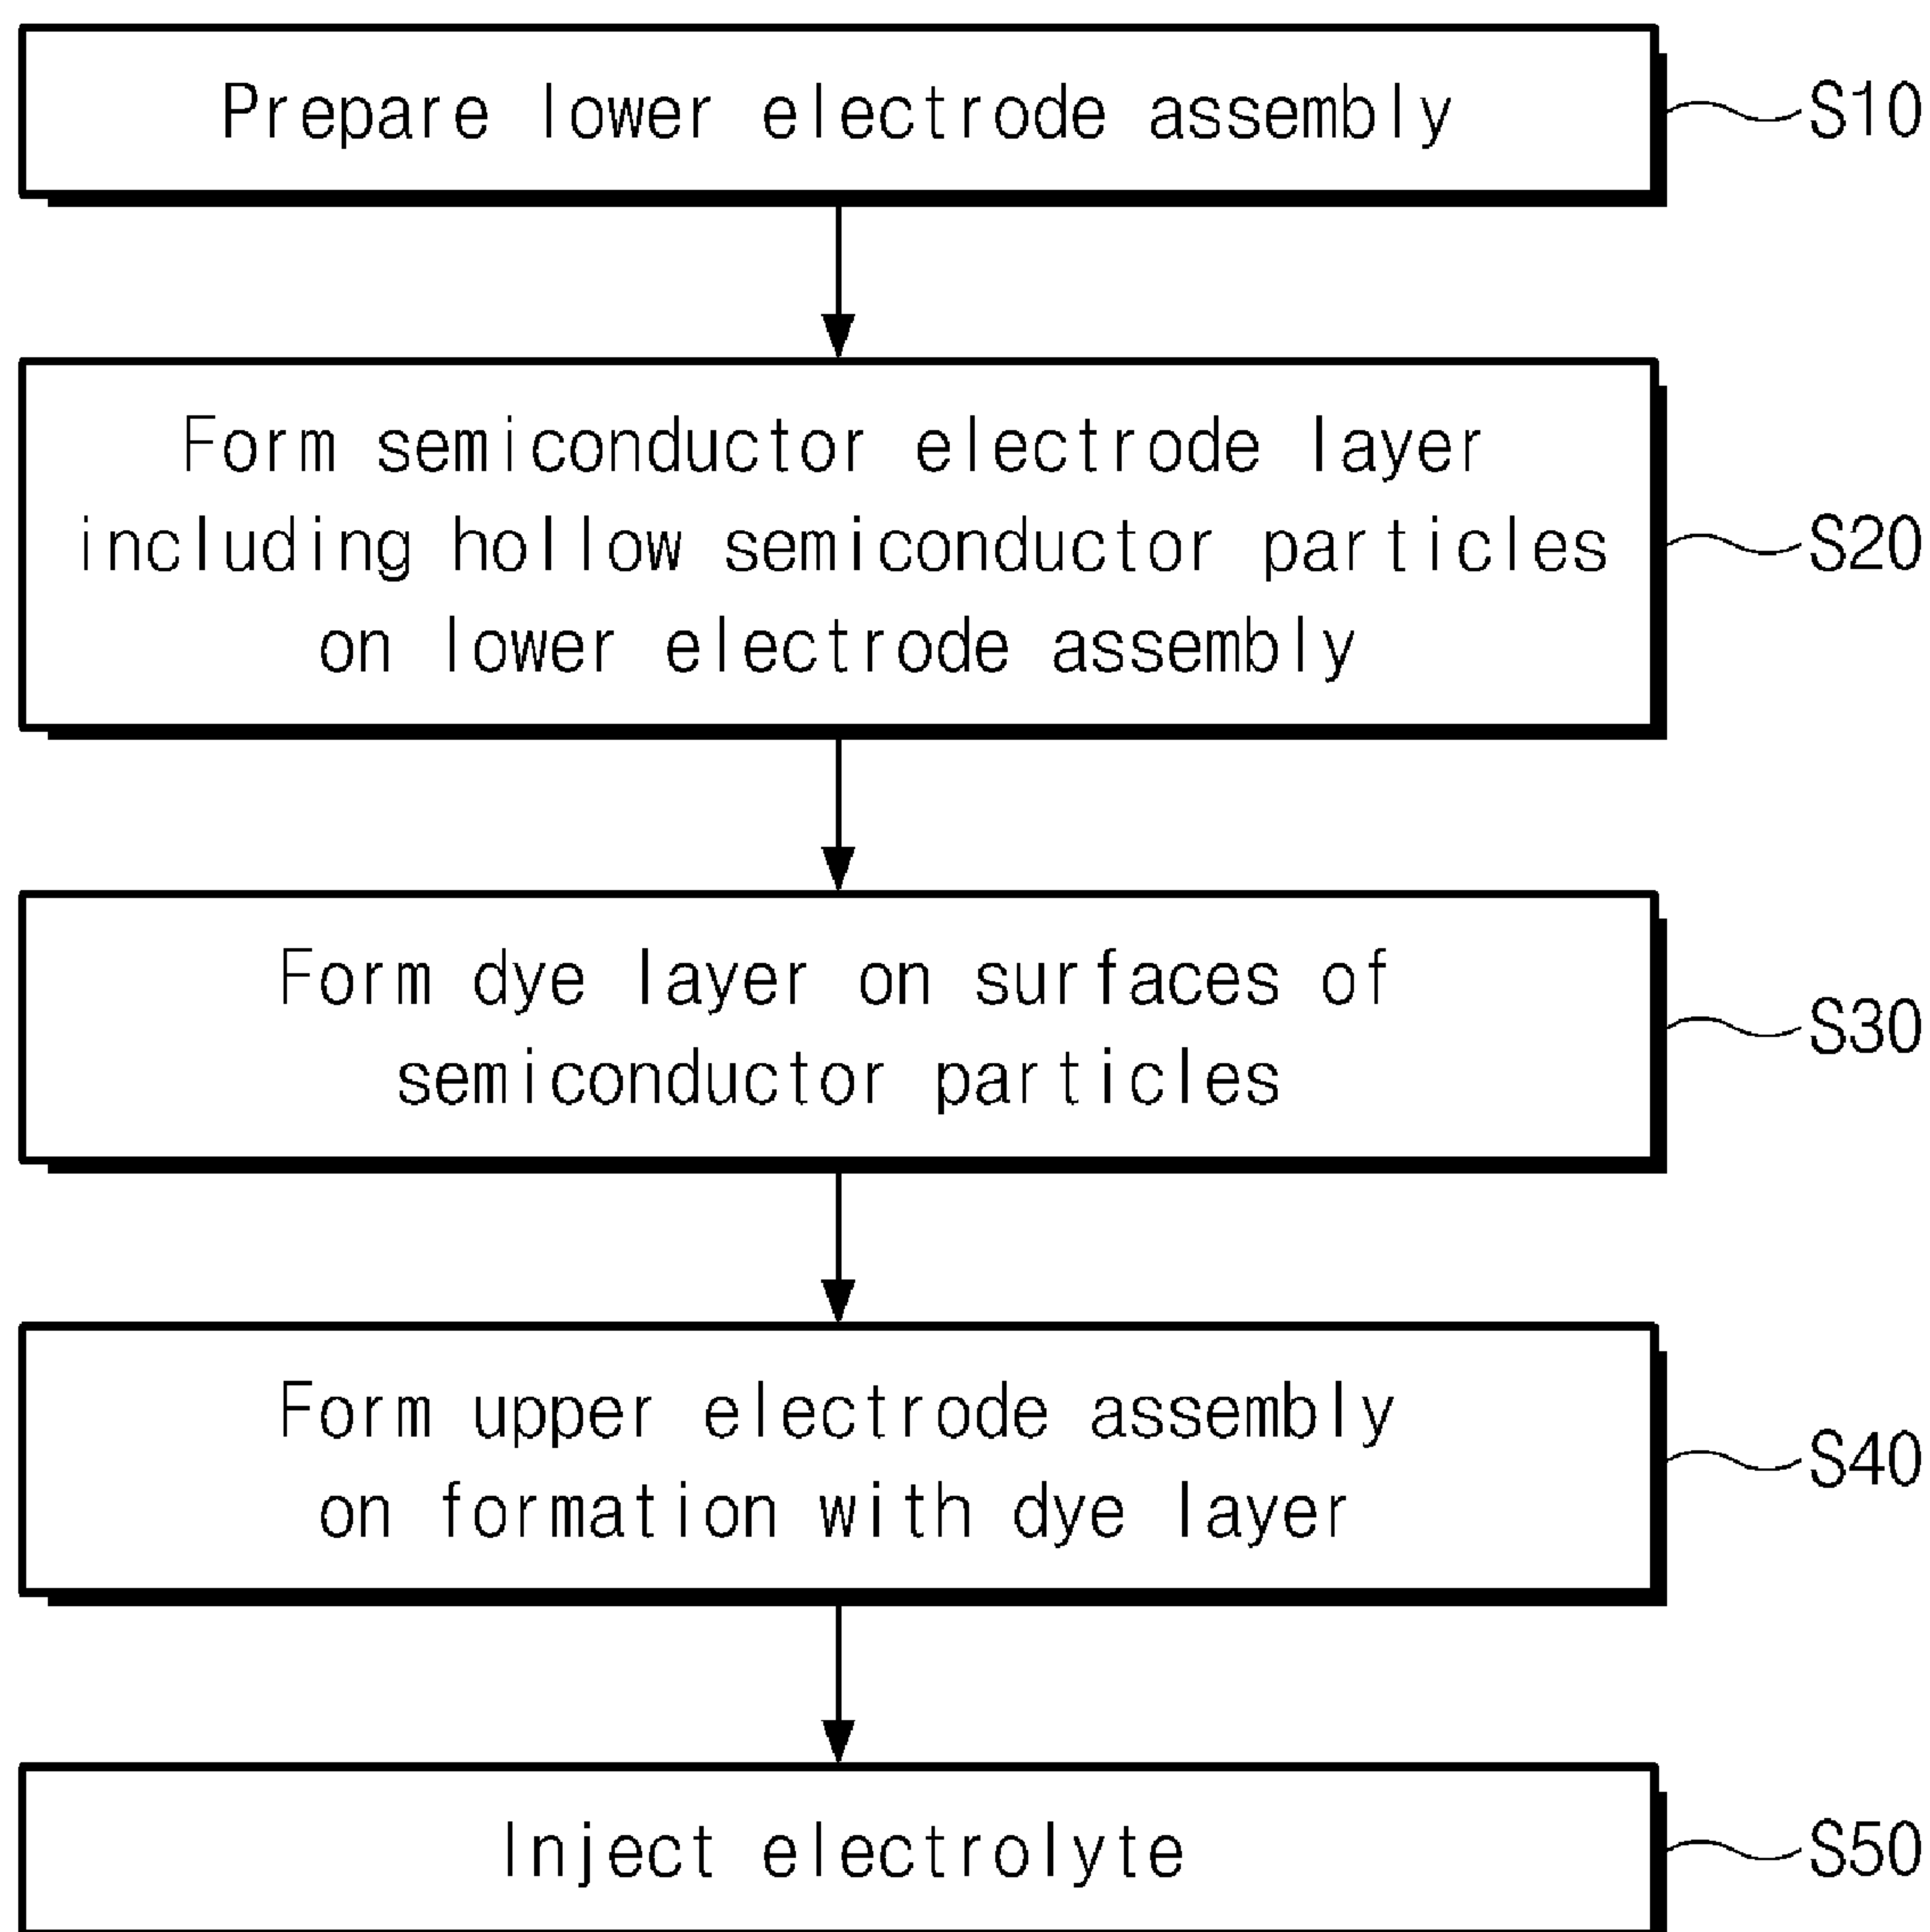 Prepare lower electrode assembly
S10
Form semiconductor electrode layer
including hollow semiconductor particles
on lower electrode assembly
S20
Form dye layer on surfaces of
semiconductor particles
S30
Form upper electrode assembly
on formation with dye layer
S40
Inject electrolyte
S50